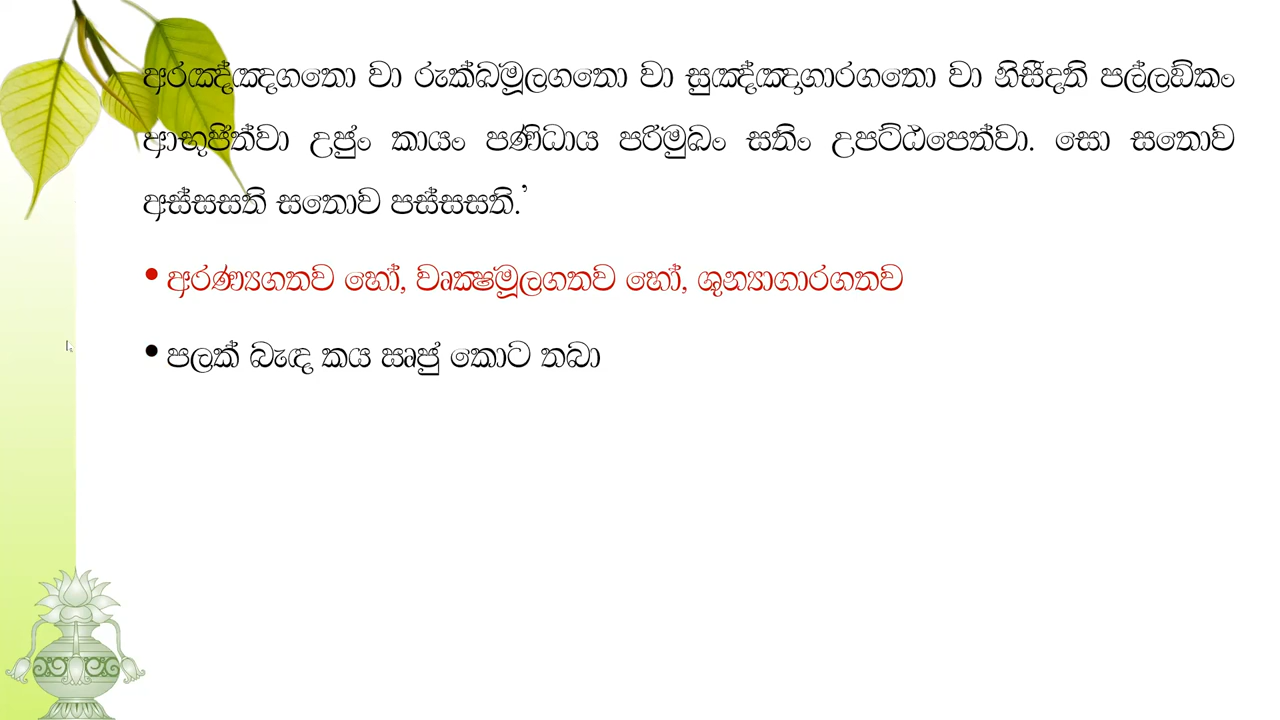 අරඤ්ඤගතො වා රුක්ඛමූලගතො වා සුඤ්ඤාගාරගතො වා නිසීදති පල්ලඞ්කං
ආභුජිත්වා උජුං කායං පණිධාය පරිමුඛං සතිං උපට්ඨපෙත්වා. සො සතොව
අස්සසති සතොව පස්සසති.’
• අරණ්‍යගතව හෝ, වෘක්ෂමූලගතව හෝ, ශුන්‍යාගාරගතව
• පලක් බැඳ කය ඍජු කොට තබා